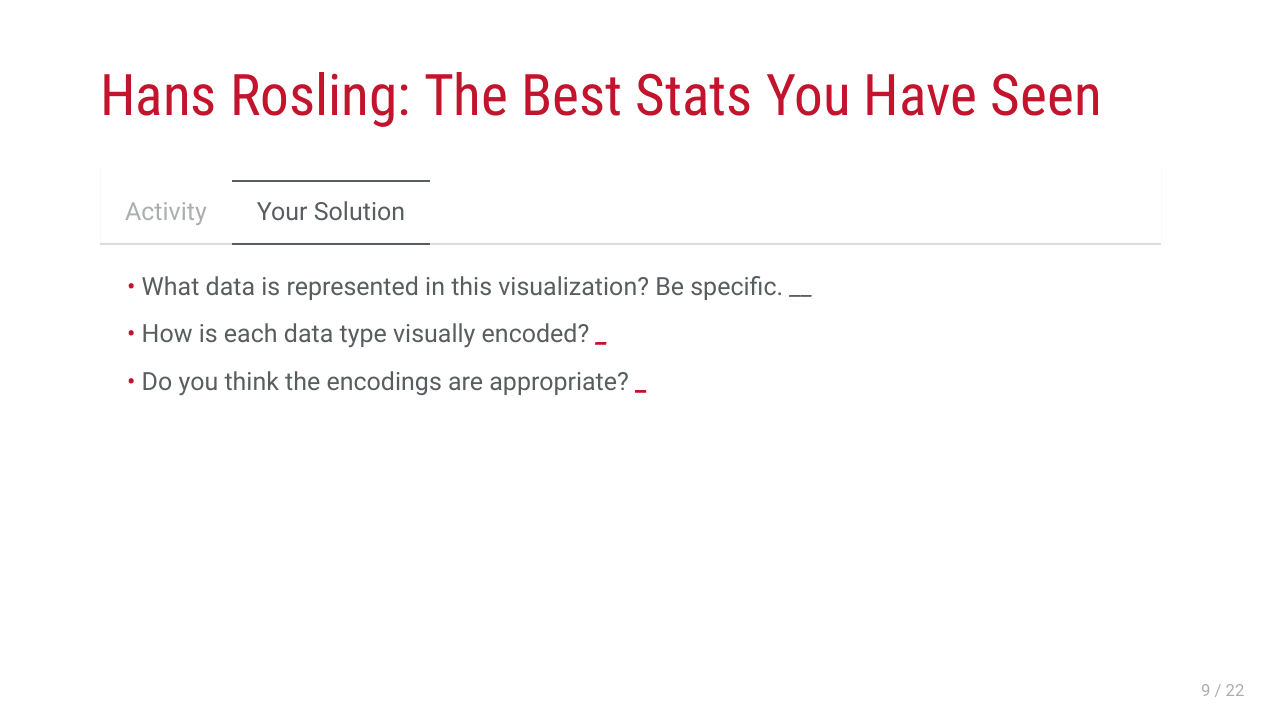 Hans Rosling: The Best Stats You Have Seen
Activity
Your Solution
• What data is represented in this visualization? Be specific. __
• How is each data type visually encoded? _
• Do you think the encodings are appropriate? _
9 / 22